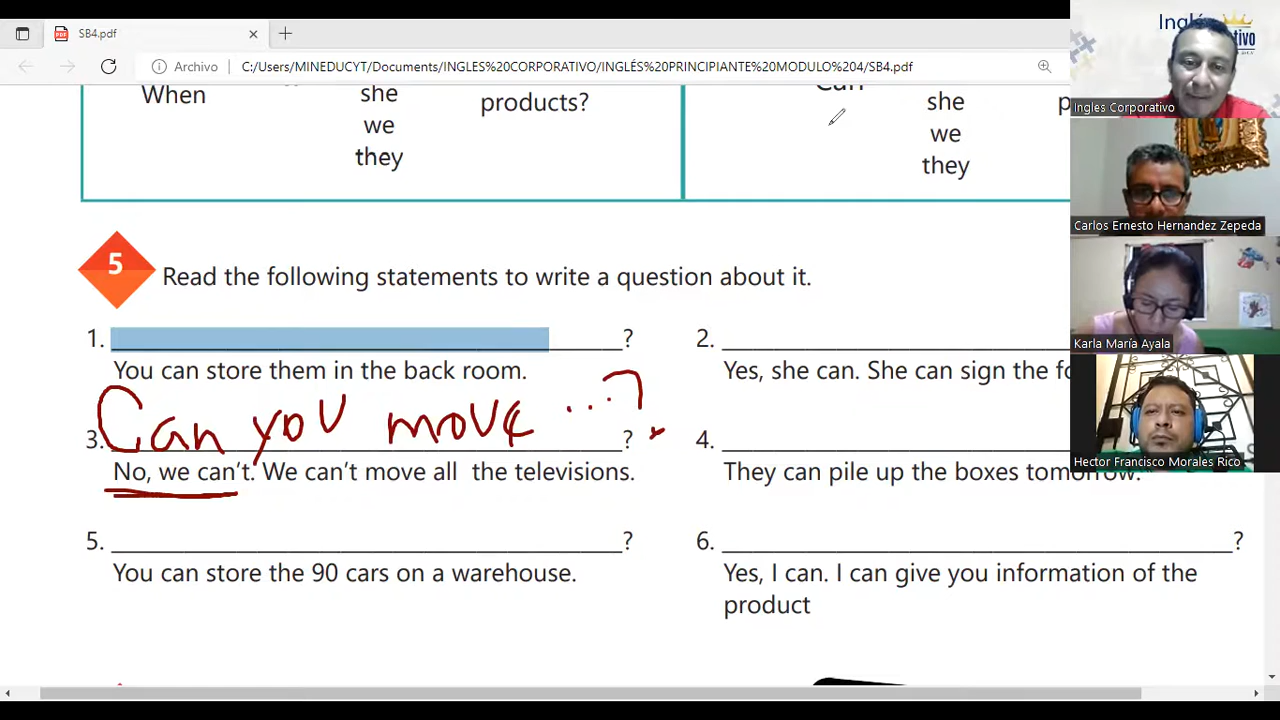 SB4.pdf
Archivo
C:/Users/MINEDUCYT/Documents/INGLES%20CORPORATIVO/INGLÉS%20PRINCIPIANTE%20MODULO%204/SB4.pdf
When
she
we
they
products?
Can
she
we
they
5
Read the following statements to write a question about it.
1. ?
You can store them in the back room.
2.
Yes, she can. She can sign the fo
Can you move ...?
3. ?
No, we can't. We can't move all the televisions.
4.
They can pile up the boxes tomorrow.
5. ?
You can store the 90 cars on a warehouse.
6. ?
Yes, I can. I can give you information of the
product
Ingles Corporativo
Carlos Ernesto Hernandez Zepeda
Karla María Ayala
Hector Francisco Morales Rico